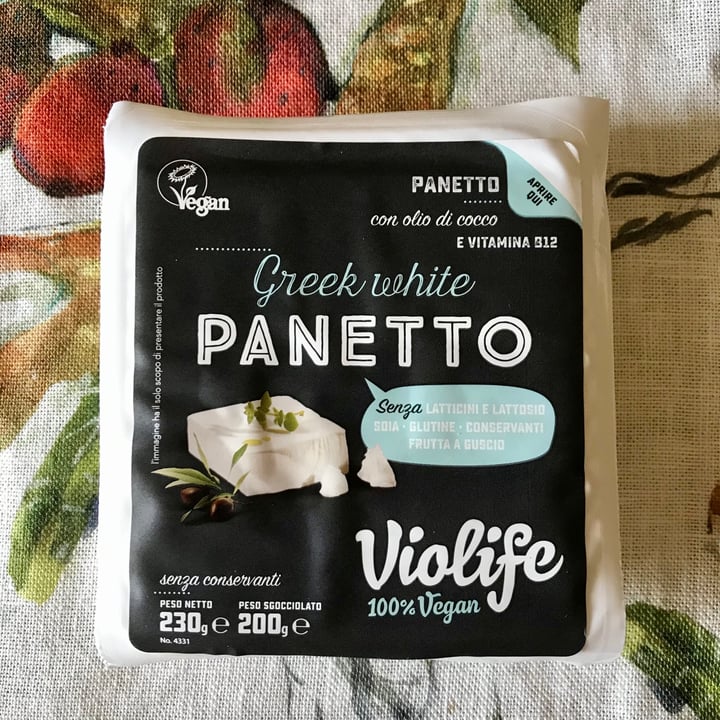 Vegan
PANETTO
con olio di cocco
E VITAMINA B12
APRIRE
QUI
Greek white
PANETTO
Senza LATTICINI E LATTOSIO
SOIA · GLUTINE · CONSERVANTI
FRUTTA A GUSCIO
l'immagine ha il solo scopo di presentare il prodotto
Violife
100% Vegan
senza conservanti
PESO NETTO PESO SGOCCIOLATO
230g e 200g e
No. 4331